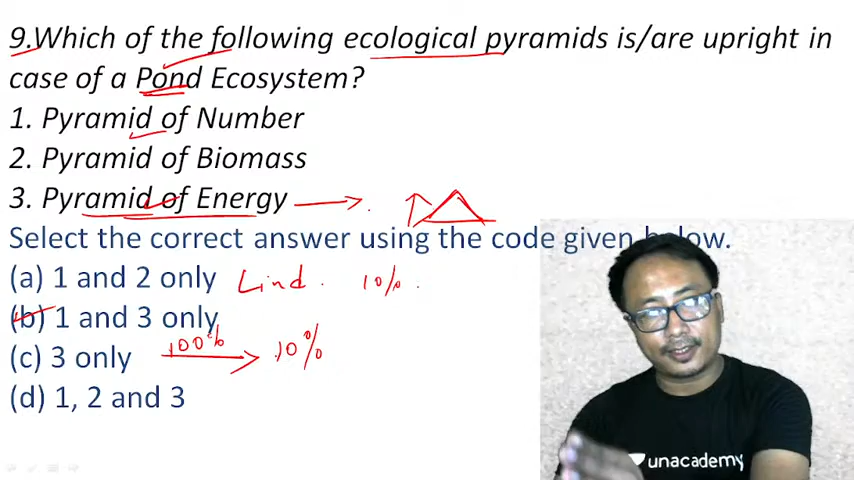 9.Which of the following ecological pyramids is/are upright in
case of a Pond Ecosystem?
1. Pyramid of Number
2. Pyramid of Biomass
3. Pyramid of Energy
Select the correct answer using the code given below.
(a) 1 and 2 only Lind. 10%.
(b) 1 and 3 only
(c) 3 only 100% 10%
(d) 1, 2 and 3
unacademy